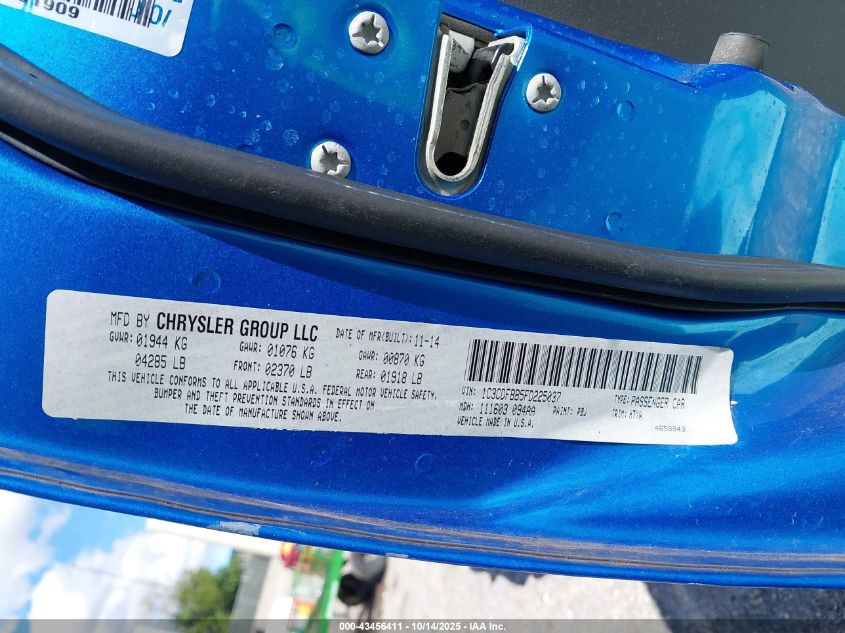 1909
MFD BY CHRYSLER GROUP LLC
DATE OF MFR(BUILT): 11-14
GVWR: 01944 KG
GAWR: 01076 KG
GAWR: 00870 KG
04285 LB
FRONT: 02370 LB
REAR: 01918 LB
THIS VEHICLE CONFORMS TO ALL APPLICABLE U.S.A. FEDERAL MOTOR VEHICLE SAFETY,
BUMPER AND THEFT PREVENTION STANDARDS IN EFFECT ON
THE DATE OF MANUFACTURE SHOWN ABOVE.
VIN: 1C3CDFBB5FD225037
TYPE: PASSENGER CAR
MDH: 111603 094AA
PAINT: PBJ
TRIM: H7XA
VEHICLE MADE IN U.S.A.
4658843
000-43456411 - 10/14/2025 - IAA Inc.